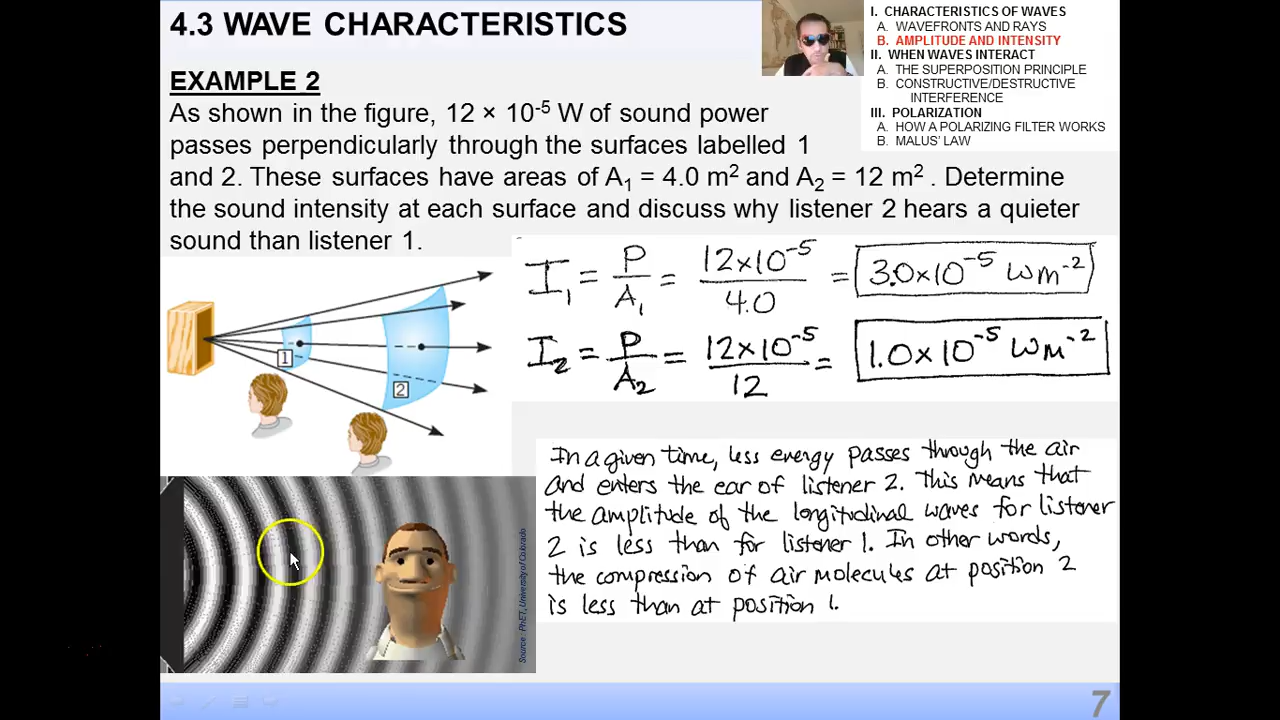 4.3 WAVE CHARACTERISTICS
I. CHARACTERISTICS OF WAVES
A. WAVEFRONTS AND RAYS
B. AMPLITUDE AND INTENSITY
II. WHEN WAVES INTERACT
A. THE SUPERPOSITION PRINCIPLE
B. CONSTRUCTIVE/DESTRUCTIVE
INTERFERENCE
III. POLARIZATION
A. HOW A POLARIZING FILTER WORKS
B. MALUS' LAW
EXAMPLE 2
As shown in the figure, 12 × 10⁻⁵ W of sound power
passes perpendicularly through the surfaces labelled 1
and 2. These surfaces have areas of A₁ = 4.0 m² and A₂ = 12 m² . Determine
the sound intensity at each surface and discuss why listener 2 hears a quieter
sound than listener 1.
I₁ = P/A₁ = 12×10⁻⁵/4.0 = 3.0×10⁻⁵ Wm⁻²
I₂ = P/A₂ = 12×10⁻⁵/12 = 1.0×10⁻⁵ Wm⁻²
1
2
In a given time, less energy passes through the air
and enters the ear of listener 2. This means that
the amplitude of the longitudinal waves for listener
2 is less than for listener 1. In other words,
the compression of air molecules at position 2
is less than at position 1.
Source: PhET, University of Colorado
7